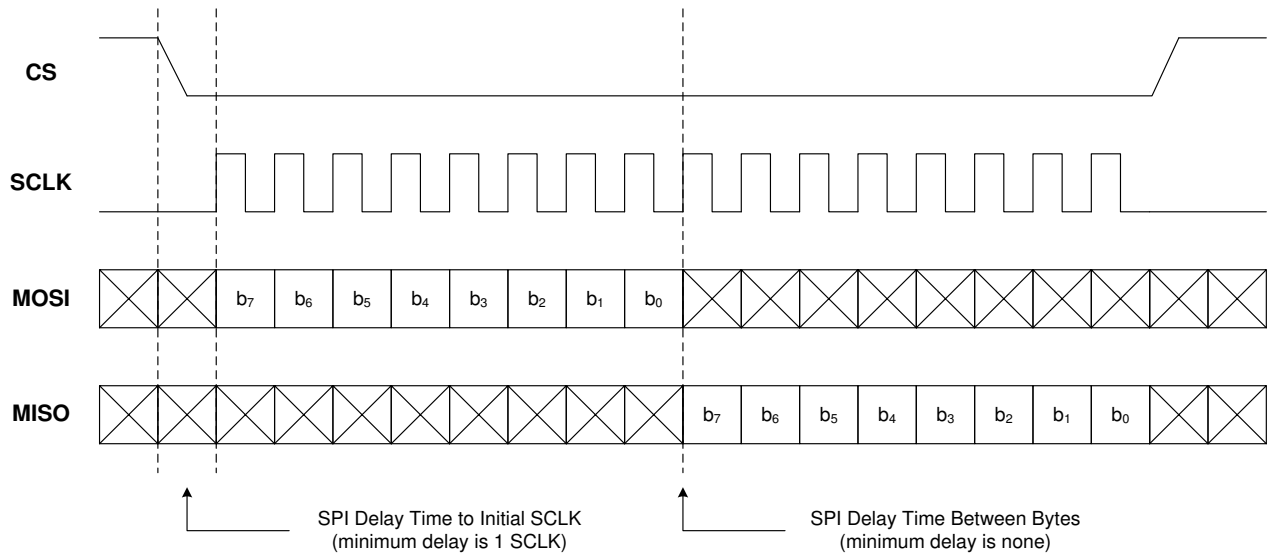 CS
SCLK
MOSI
b₇ b₆ b₅ b₄ b₃ b₂ b₁ b₀
MISO
b₇ b₆ b₅ b₄ b₃ b₂ b₁ b₀
SPI Delay Time to Initial SCLK
(minimum delay is 1 SCLK)
SPI Delay Time Between Bytes
(minimum delay is none)